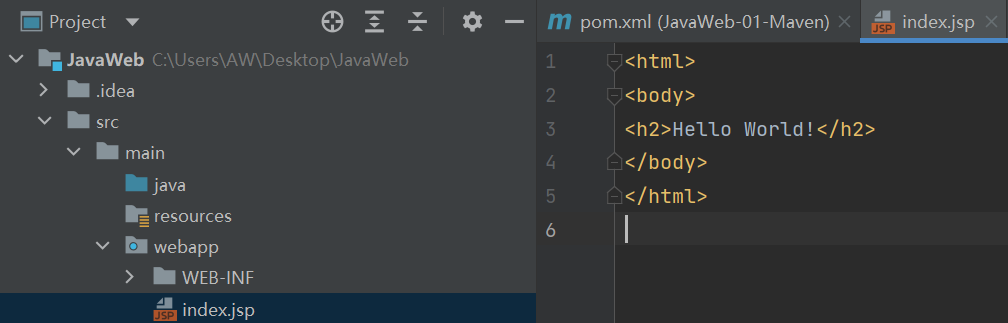 Project
JavaWeb C:\Users\AW\Desktop\JavaWeb
.idea
src
main
java
resources
webapp
WEB-INF
JSP index.jsp
m pom.xml (JavaWeb-01-Maven)
JSP index.jsp
1 <html>
2 <body>
3 <h2>Hello World!</h2>
4 </body>
5 </html>
6